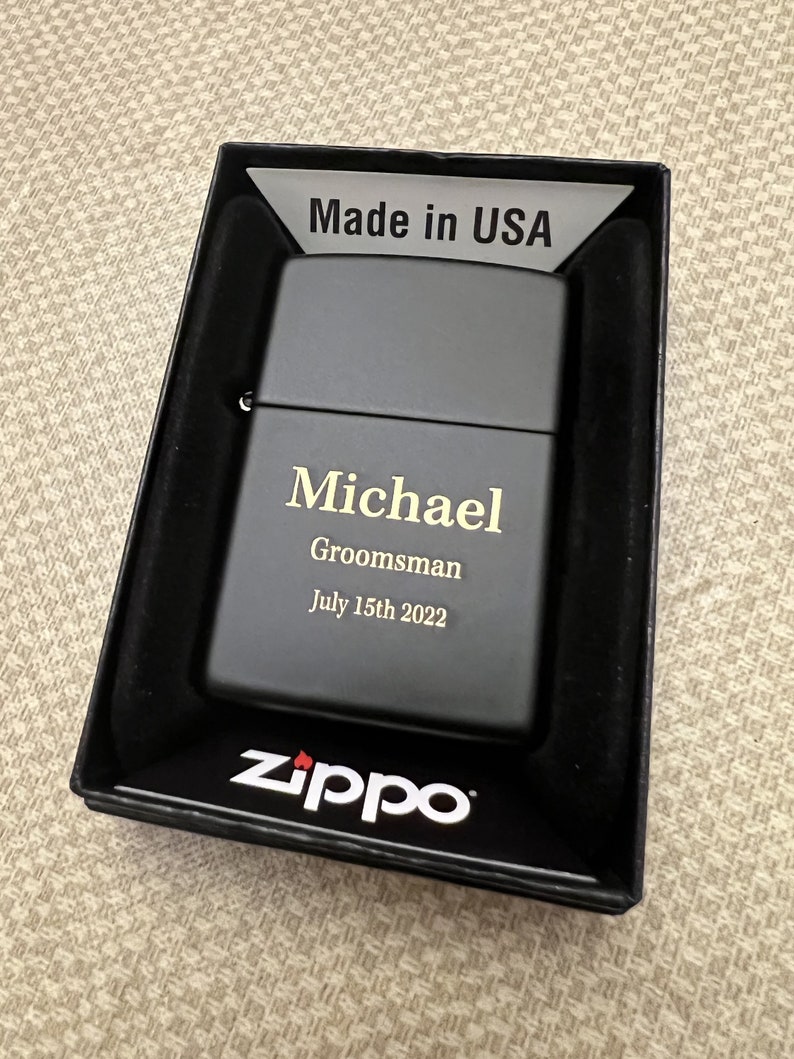 Made in USA
Michael
Groomsman
July 15th 2022
zippo